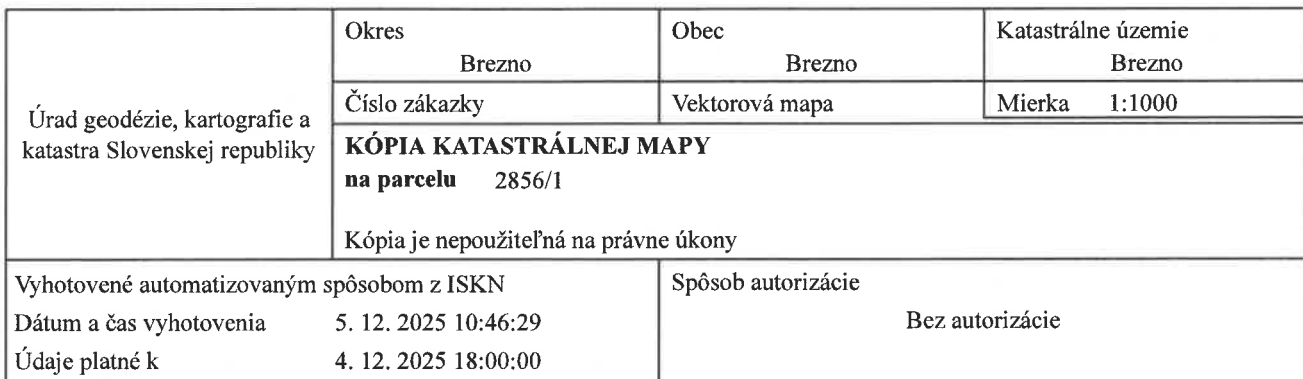 Úrad geodézie, kartografie a
katastra Slovenskej republiky
Okres
Brezno
Obec
Brezno
Katastrálne územie
Brezno
Číslo zákazky
Vektorová mapa
Mierka 1:1000
KÓPIA KATASTRÁLNEJ MAPY
na parcelu 2856/1
Kópia je nepoužiteľná na právne úkony
Vyhotovené automatizovaným spôsobom z ISKN
Dátum a čas vyhotovenia 5. 12. 2025 10:46:29
Údaje platné k 4. 12. 2025 18:00:00
Spôsob autorizácie
Bez autorizácie